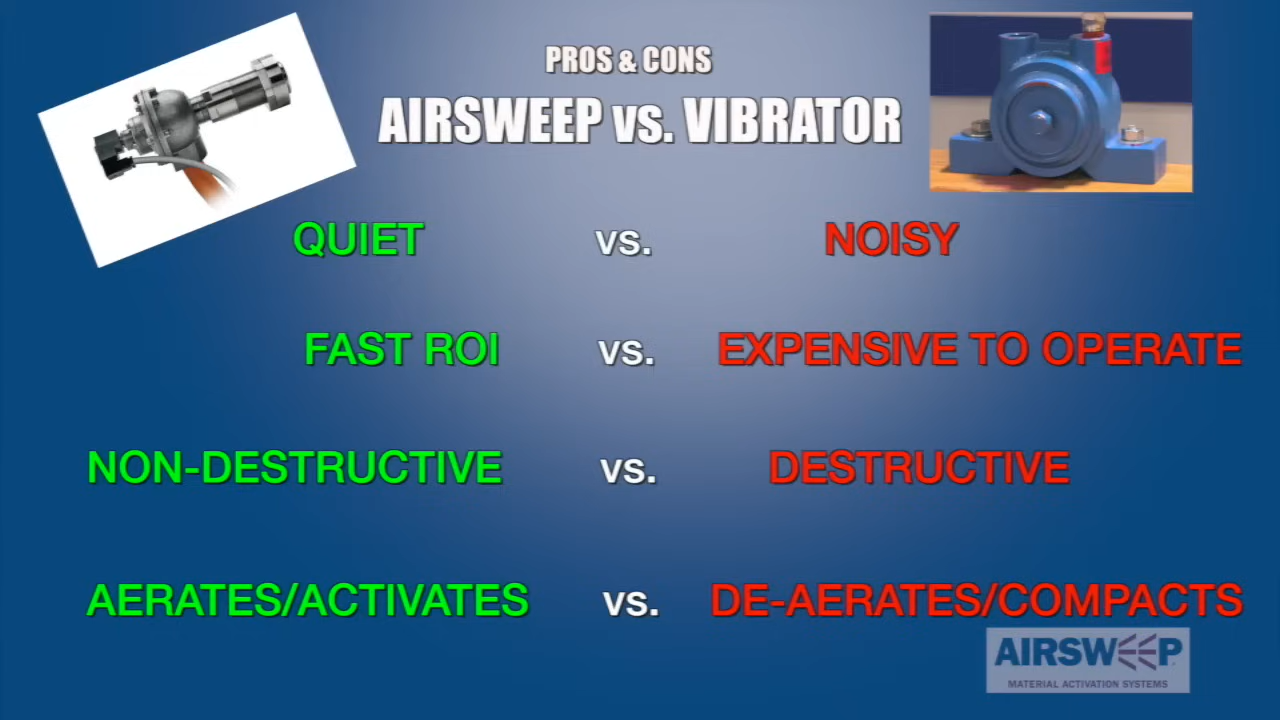 PROS & CONS
AIRSWEEP vs. VIBRATOR
QUIET vs. NOISY
FAST ROI vs. EXPENSIVE TO OPERATE
NON-DESTRUCTIVE vs. DESTRUCTIVE
AERATES/ACTIVATES vs. DE-AERATES/COMPACTS
AIRSWEEP
MATERIAL ACTIVATION SYSTEMS